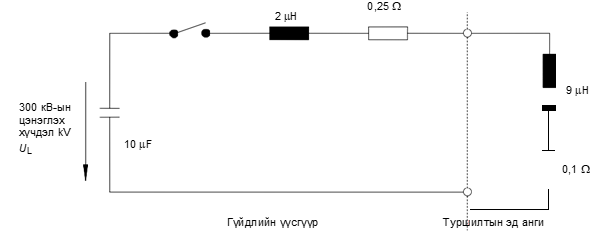 2 μH
0,25 Ω
300 кВ-ын
цэнэглэх
хүчдэл kV
UL
10 μF
9 μH
0,1 Ω
Гүйдлийн үүсгүүр
Туршилтын эд анги